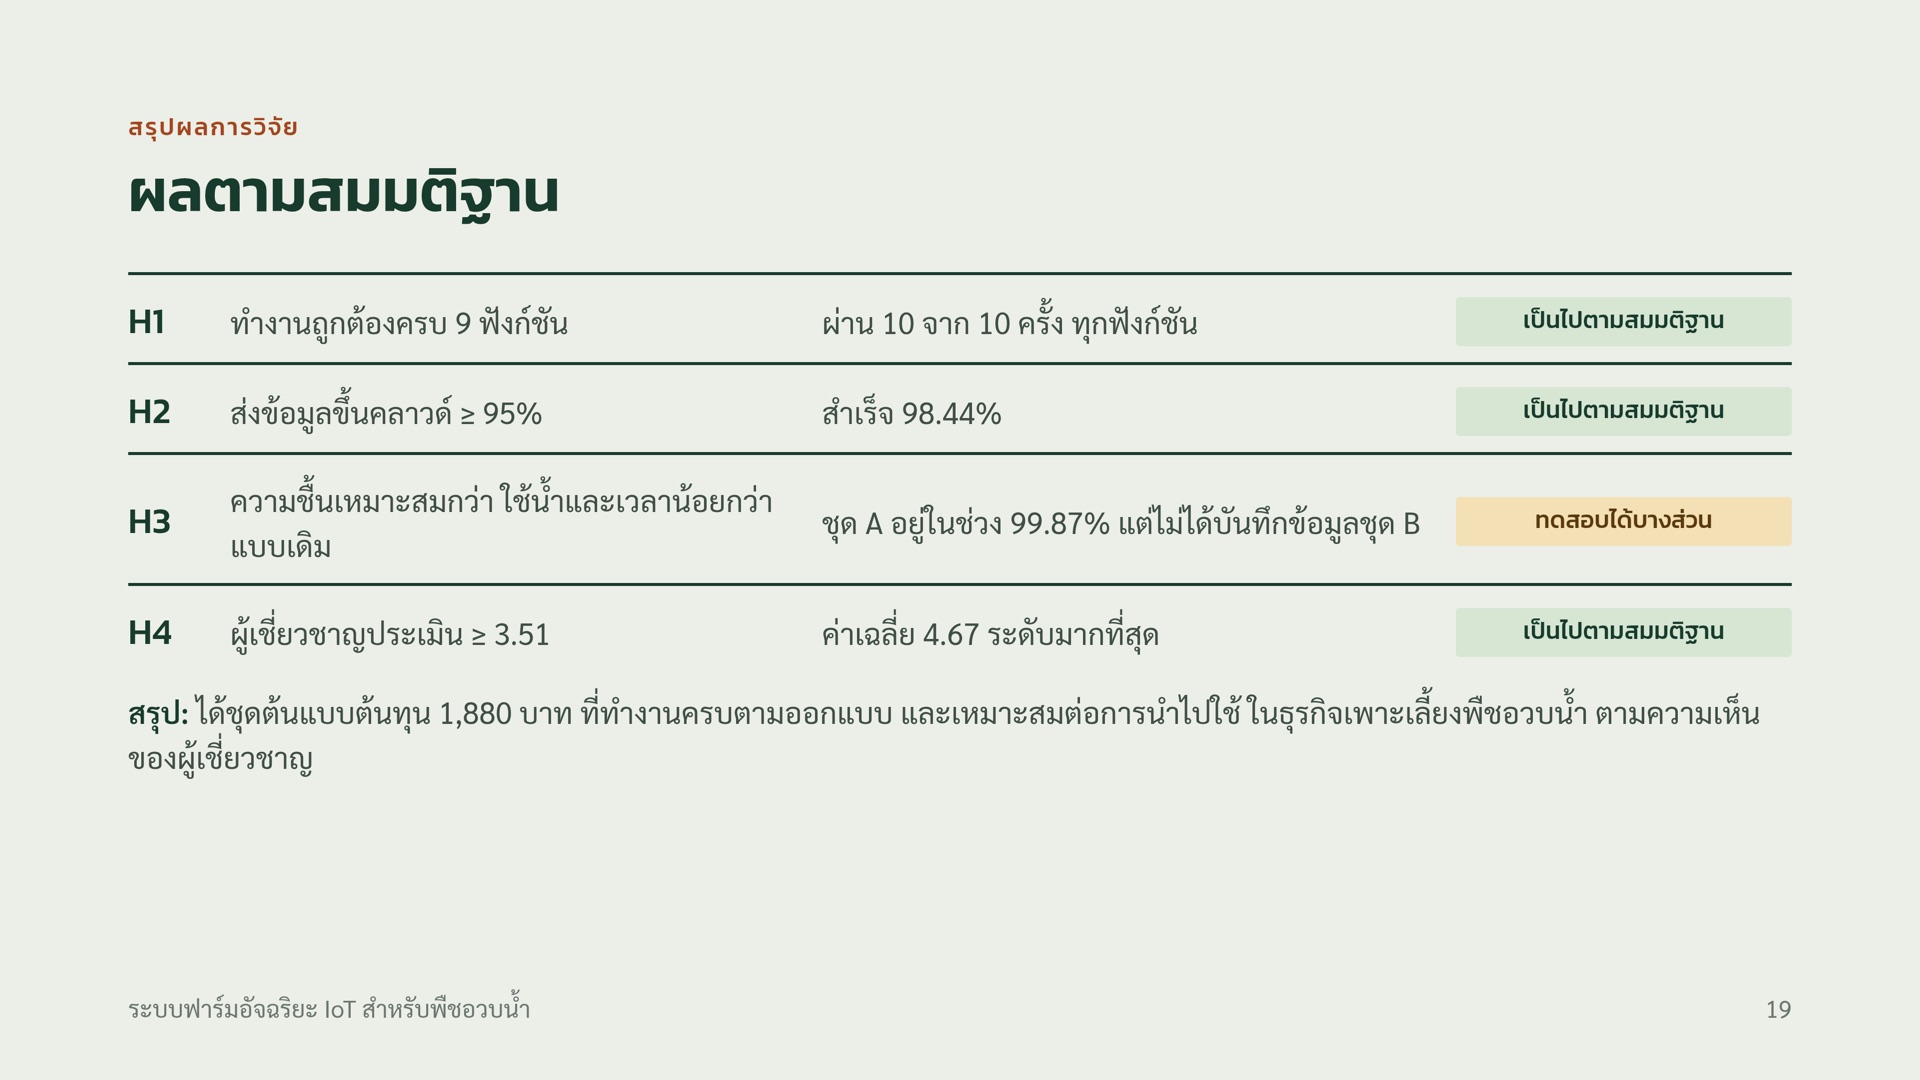 สรุปผลการวิจัย
ผลตามสมมติฐาน
H1 ทำงานถูกต้องครบ 9 ฟังก์ชัน ผ่าน 10 จาก 10 ครั้ง ทุกฟังก์ชัน เป็นไปตามสมมติฐาน
H2 ส่งข้อมูลขึ้นคลาวด์ ≥ 95% สำเร็จ 98.44% เป็นไปตามสมมติฐาน
H3 ความชื้นเหมาะสมกว่า ใช้น้ำและเวลาน้อยกว่า
แบบเดิม ชุด A อยู่ในช่วง 99.87% แต่ไม่ได้บันทึกข้อมูลชุด B ทดสอบได้บางส่วน
H4 ผู้เชี่ยวชาญประเมิน ≥ 3.51 ค่าเฉลี่ย 4.67 ระดับมากที่สุด เป็นไปตามสมมติฐาน
สรุป: ได้ชุดต้นแบบต้นทุน 1,880 บาท ที่ทำงานครบตามออกแบบ และเหมาะสมต่อการนำไปใช้ ในธุรกิจเพาะเลี้ยงพืชอวบน้ำ ตามความเห็น
ของผู้เชี่ยวชาญ
ระบบฟาร์มอัจฉริยะ IoT สำหรับพืชอวบน้ำ 19